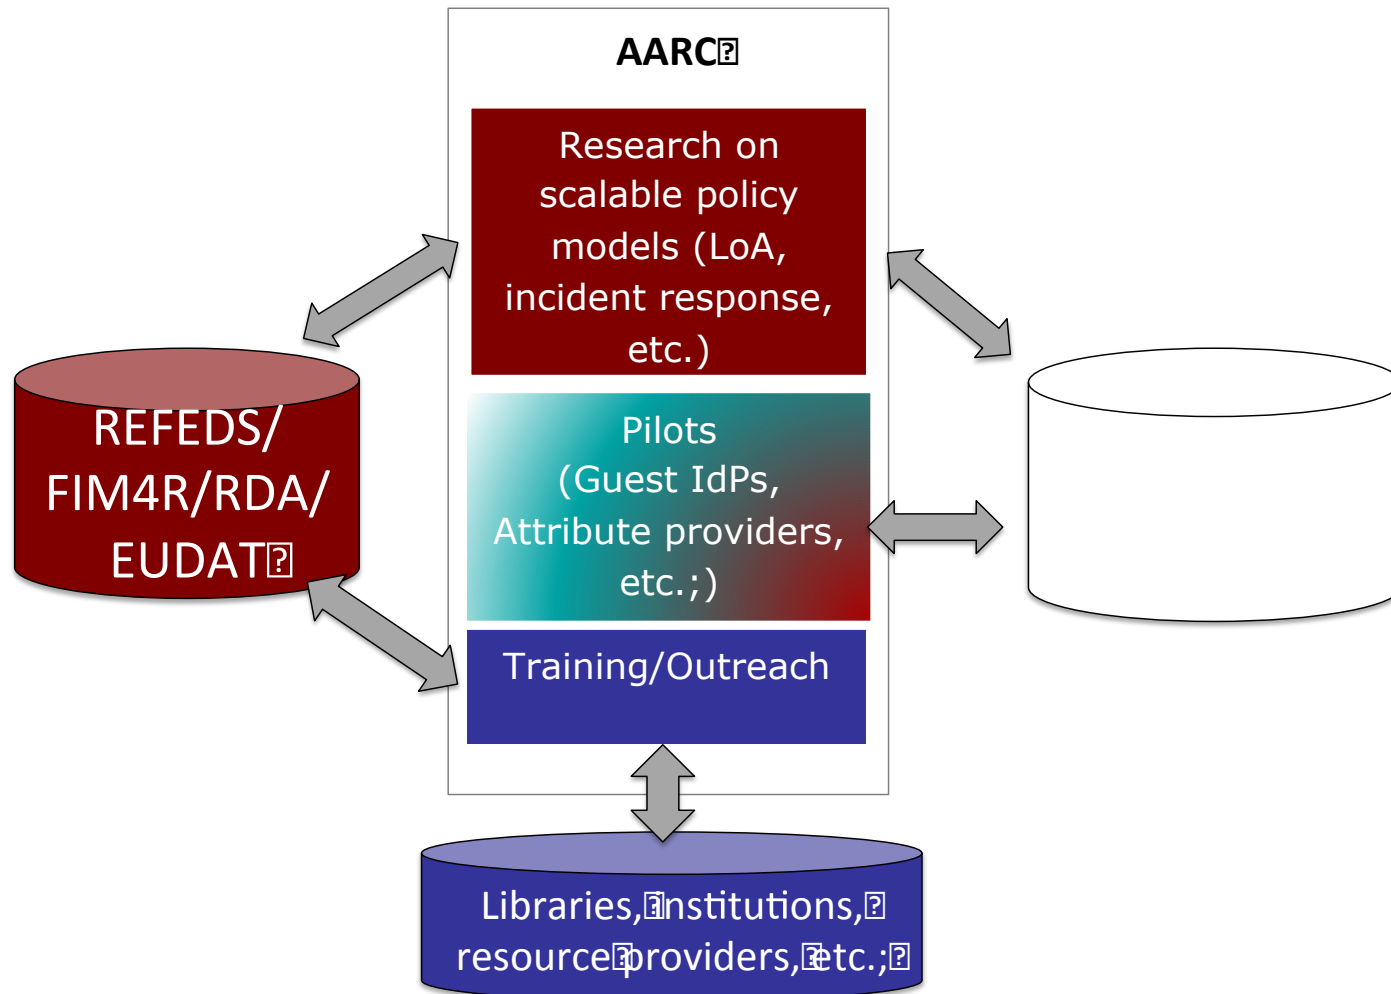 AARC
Research on
scalable policy
models (LoA,
incident response,
etc.)
REFEDS/
FIM4R/RDA/
EUDAT
Pilots
(Guest IdPs,
Attribute providers,
etc.;)
Training/Outreach
Libraries, institutions,
resource providers, etc.;